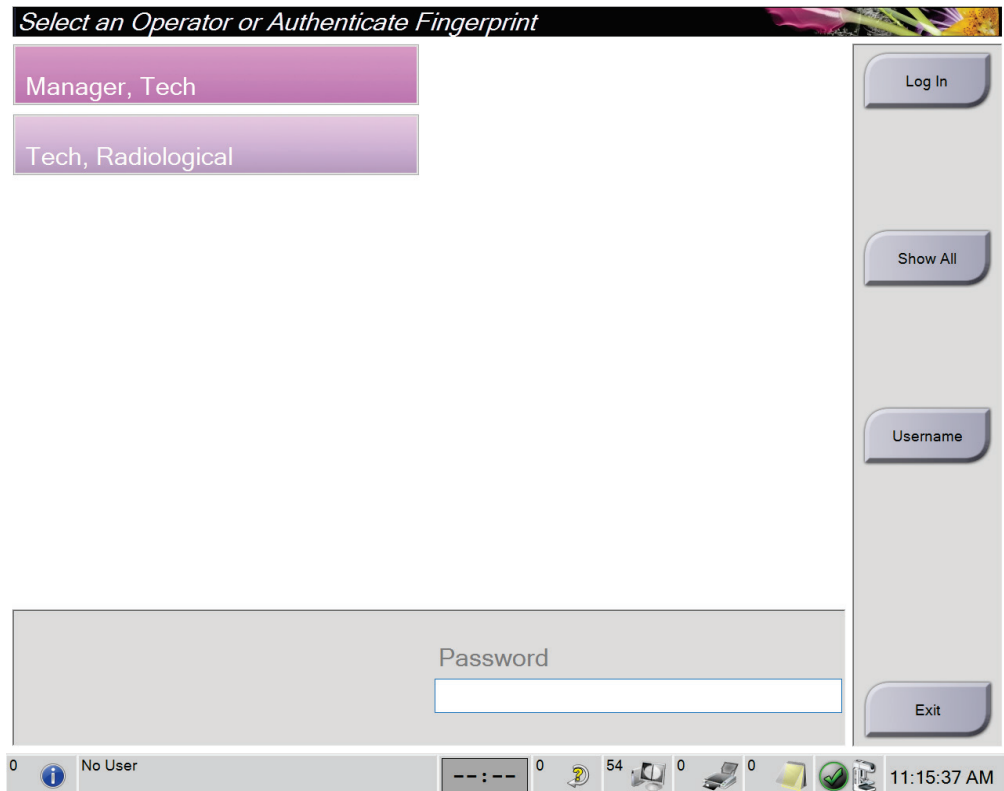 Select an Operator or Authenticate Fingerprint
Manager, Tech
Tech, Radiological
Log In
Show All
Username
Password
Exit
0 No User --:-- 0 54 0 0 11:15:37 AM